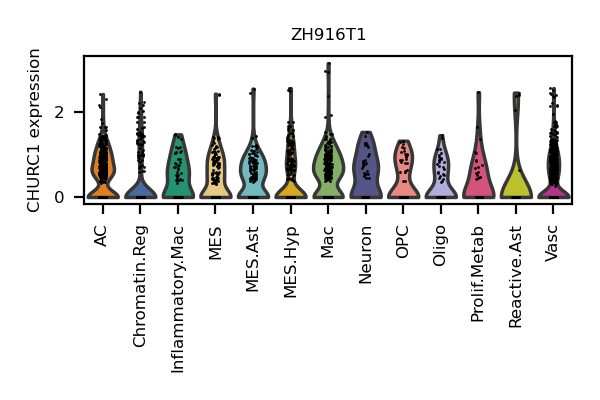 ZH916T1
CHURC1 expression
2
0
AC
Chromatin.Reg
Inflammatory.Mac
MES
MES.Ast
MES.Hyp
Mac
Neuron
OPC
Oligo
Prolif.Metab
Reactive.Ast
Vasc